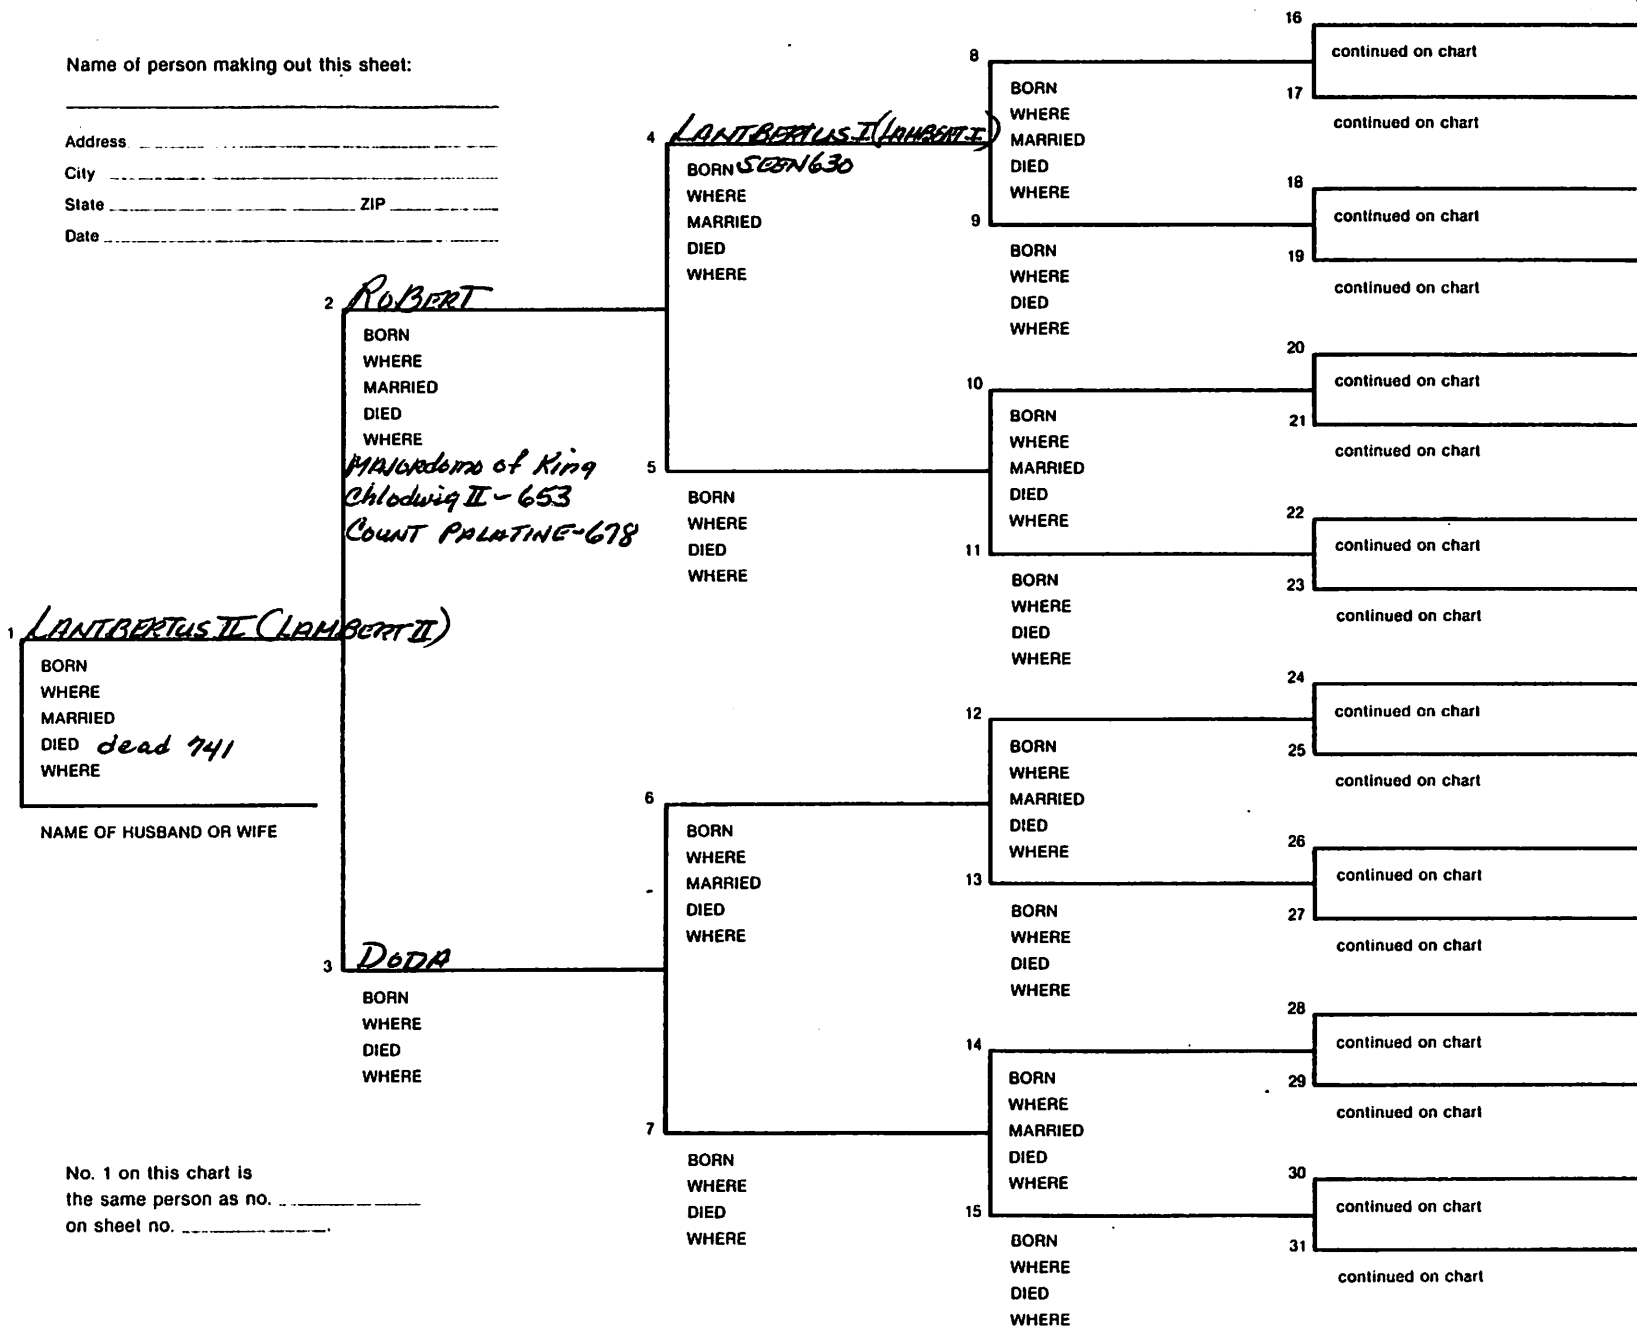 Name of person making out this sheet:
Address
City
State ZIP
Date
1 LANTBERTUS II (LAMBERT II)
BORN
WHERE
MARRIED
DIED dead 741
WHERE
NAME OF HUSBAND OR WIFE
No. 1 on this chart is
the same person as no.
on sheet no. .
2 ROBERT
BORN
WHERE
MARRIED
DIED
WHERE
MAJORdomo of King
Chlodwig II - 653
COUNT PALATINE - 678
3 DODA
BORN
WHERE
DIED
WHERE
4 LANTBERTUS I (LAMBERT I)
BORN SEEN 630
WHERE
MARRIED
DIED
WHERE
5
BORN
WHERE
DIED
WHERE
6
BORN
WHERE
MARRIED
DIED
WHERE
7
BORN
WHERE
DIED
WHERE
8
BORN
WHERE
MARRIED
DIED
WHERE
9
BORN
WHERE
DIED
WHERE
10
BORN
WHERE
MARRIED
DIED
WHERE
11
BORN
WHERE
DIED
WHERE
12
BORN
WHERE
MARRIED
DIED
WHERE
13
BORN
WHERE
DIED
WHERE
14
BORN
WHERE
MARRIED
DIED
WHERE
15
BORN
WHERE
DIED
WHERE
16
continued on chart
17
continued on chart
18
continued on chart
19
continued on chart
20
continued on chart
21
continued on chart
22
continued on chart
23
continued on chart
24
continued on chart
25
continued on chart
26
continued on chart
27
continued on chart
28
continued on chart
29
continued on chart
30
continued on chart
31
continued on chart